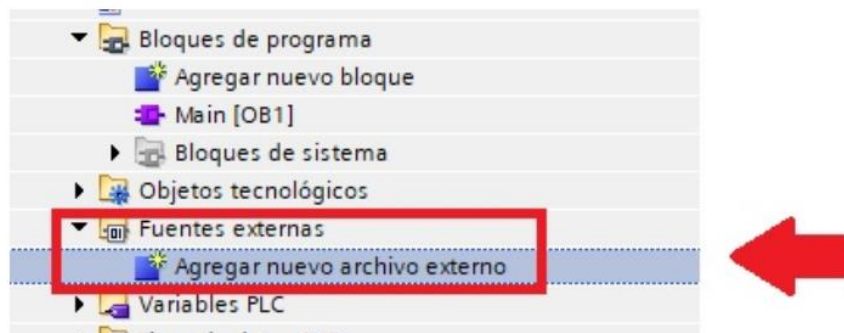 Bloques de programa
Agregar nuevo bloque
Main [OB1]
Bloques de sistema
Objetos tecnológicos
Fuentes externas
Agregar nuevo archivo externo
Variables PLC